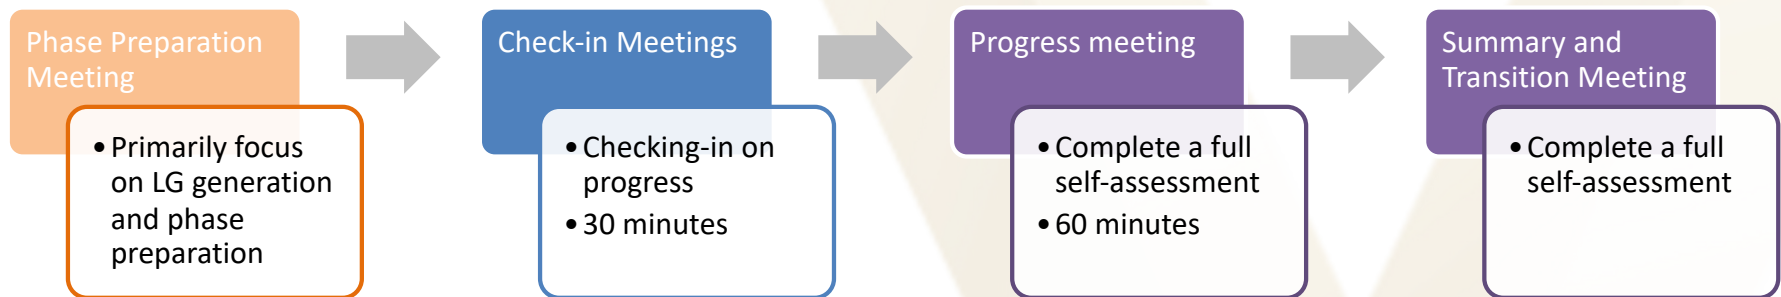 Phase Preparation
Meeting
• Primarily focus
on LG generation
and phase
preparation
Check-in Meetings
• Checking-in on
progress
• 30 minutes
Progress meeting
• Complete a full
self-assessment
• 60 minutes
Summary and
Transition Meeting
• Complete a full
self-assessment